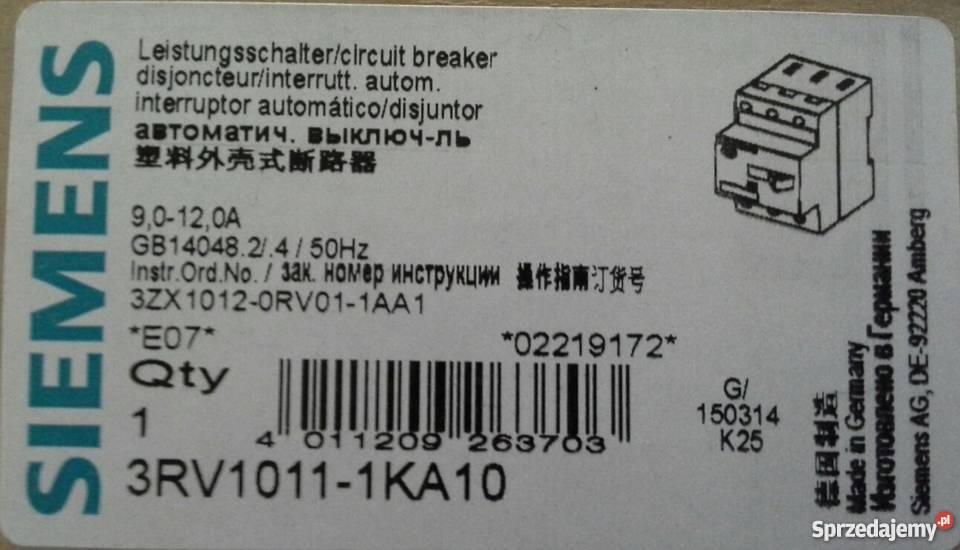 SIEMENS
Leistungsschalter/circuit breaker
disjoncteur/interrutt. autom.
interruptor automático/disjuntor
автоматич. выключ-ль
塑料外壳式断路器
9,0-12,0A
GB14048.2/.4 / 50Hz
Instr.Ord.No. / зак. номер инструкции 操作指南订货号
3ZX1012-0RV01-1AA1
*E07*
*02219172*
Qty
1
4 011209 263703
G/
150314
K25
3RV1011-1KA10
德国制造
Made in Germany
Изготовлено в Германии
Siemens AG, DE-92220 Amberg
Sprzedajemy.pl